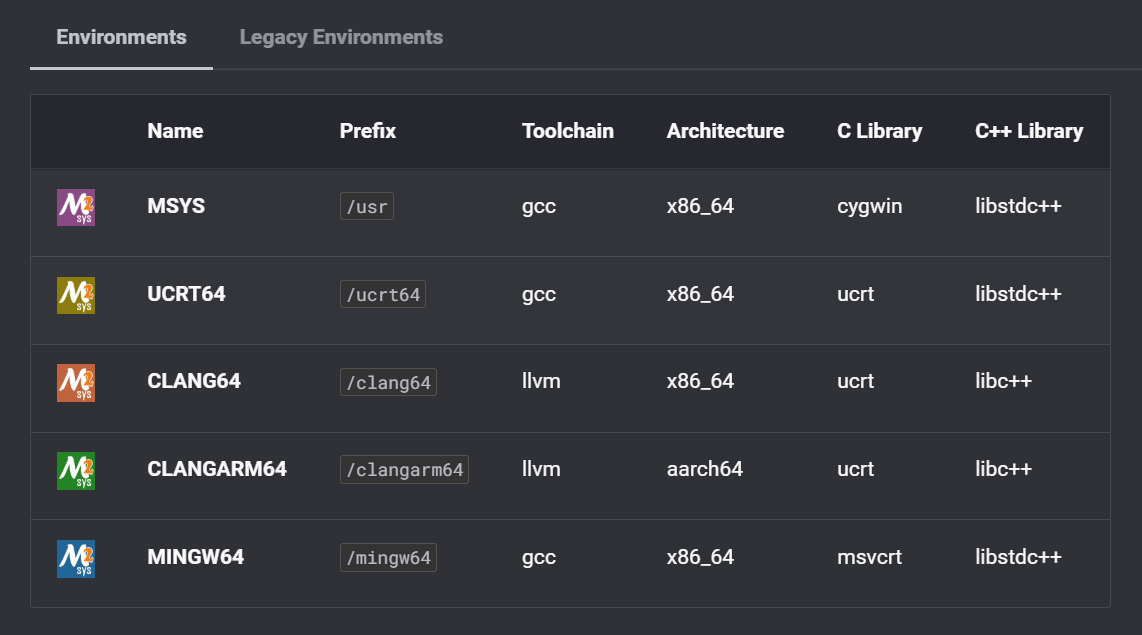 Environments Legacy Environments
Name Prefix Toolchain Architecture C Library C++ Library
M2 sys MSYS /usr gcc x86_64 cygwin libstdc++
M2 sys UCRT64 /ucrt64 gcc x86_64 ucrt libstdc++
M2 sys CLANG64 /clang64 llvm x86_64 ucrt libc++
M2 sys CLANGARM64 /clangarm64 llvm aarch64 ucrt libc++
M2 sys MINGW64 /mingw64 gcc x86_64 msvcrt libstdc++